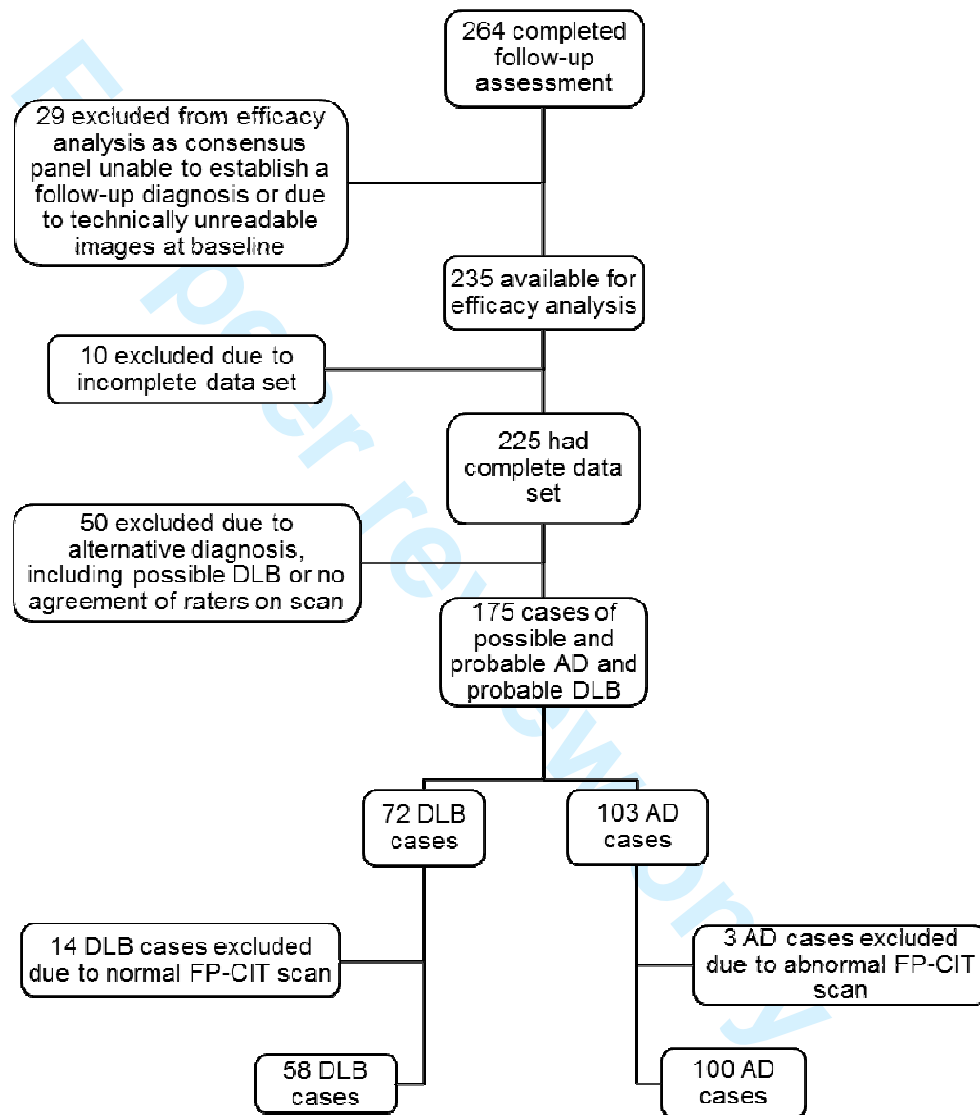 264 completed
follow-up
assessment
29 excluded from efficacy
analysis as consensus
panel unable to establish a
follow-up diagnosis or due
to technically unreadable
images at baseline
235 available for
efficacy analysis
10 excluded due to
incomplete data set
225 had
complete data
set
50 excluded due to
alternative diagnosis,
including possible DLB or no
agreement of raters on scan
175 cases of
possible and
probable AD and
probable DLB
72 DLB
cases
103 AD
cases
14 DLB cases excluded
due to normal FP-CIT scan
3 AD cases excluded
due to abnormal FP-CIT
scan
58 DLB
cases
100 AD
cases
For peer review only